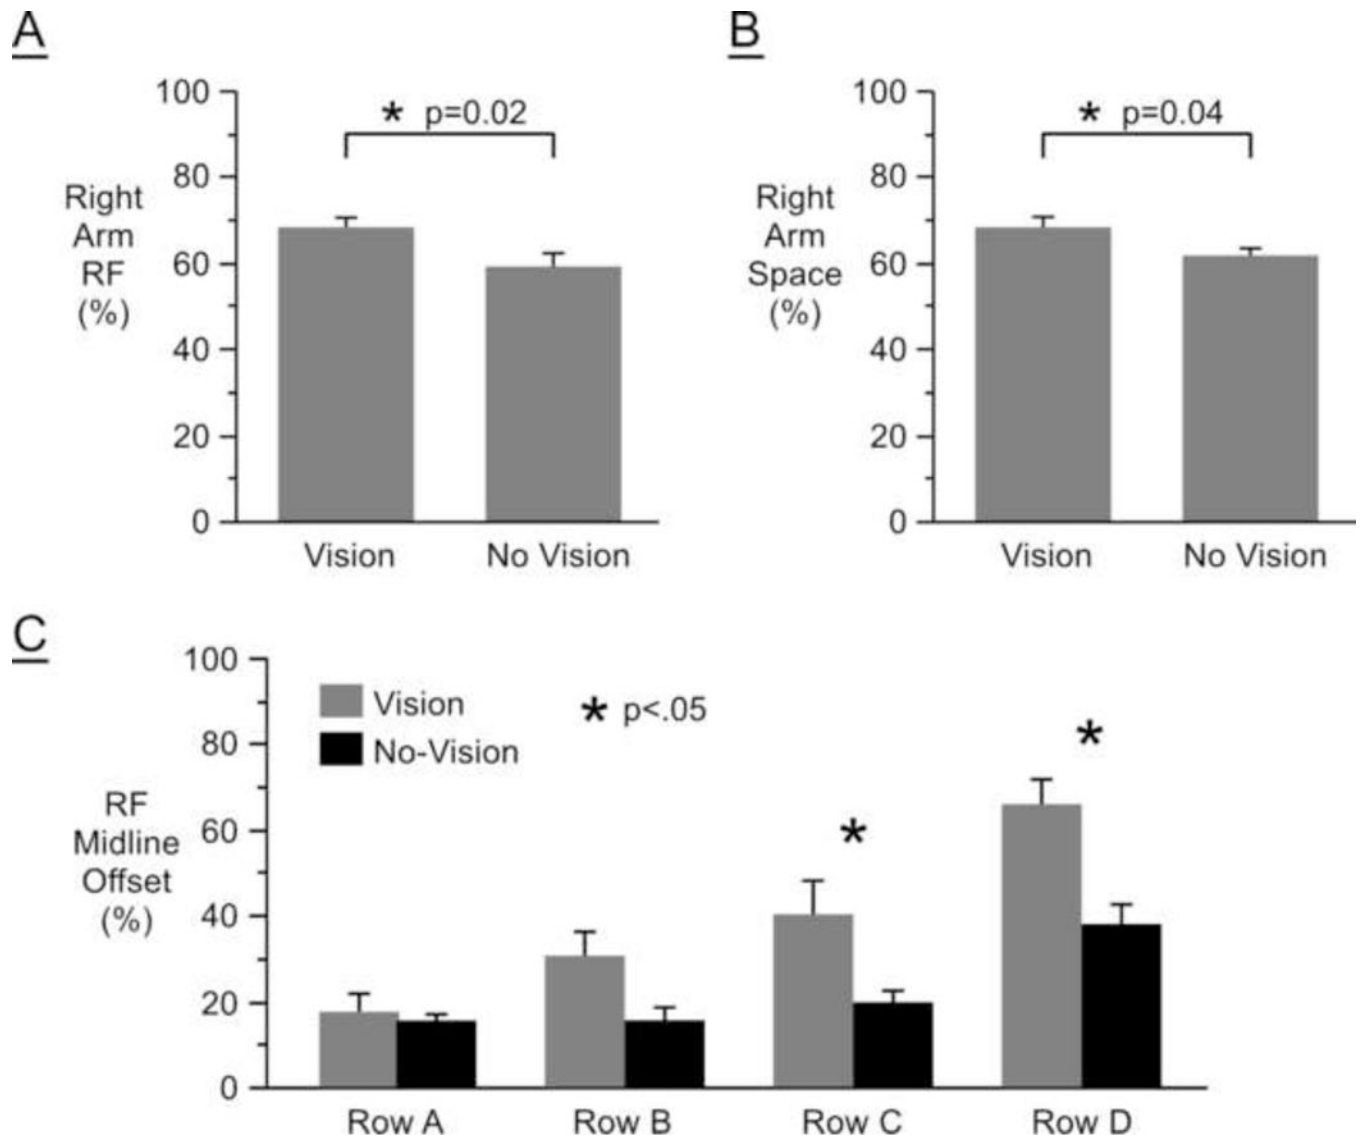 A
100
80
60
40
20
0
Right
Arm
RF
(%)
* p=0.02
Vision No Vision
B
100
80
60
40
20
0
Right
Arm
Space
(%)
* p=0.04
Vision No Vision
C
100
80
60
40
20
0
RF
Midline
Offset
(%)
Vision
No-Vision
* p<.05
*
*
Row A Row B Row C Row D